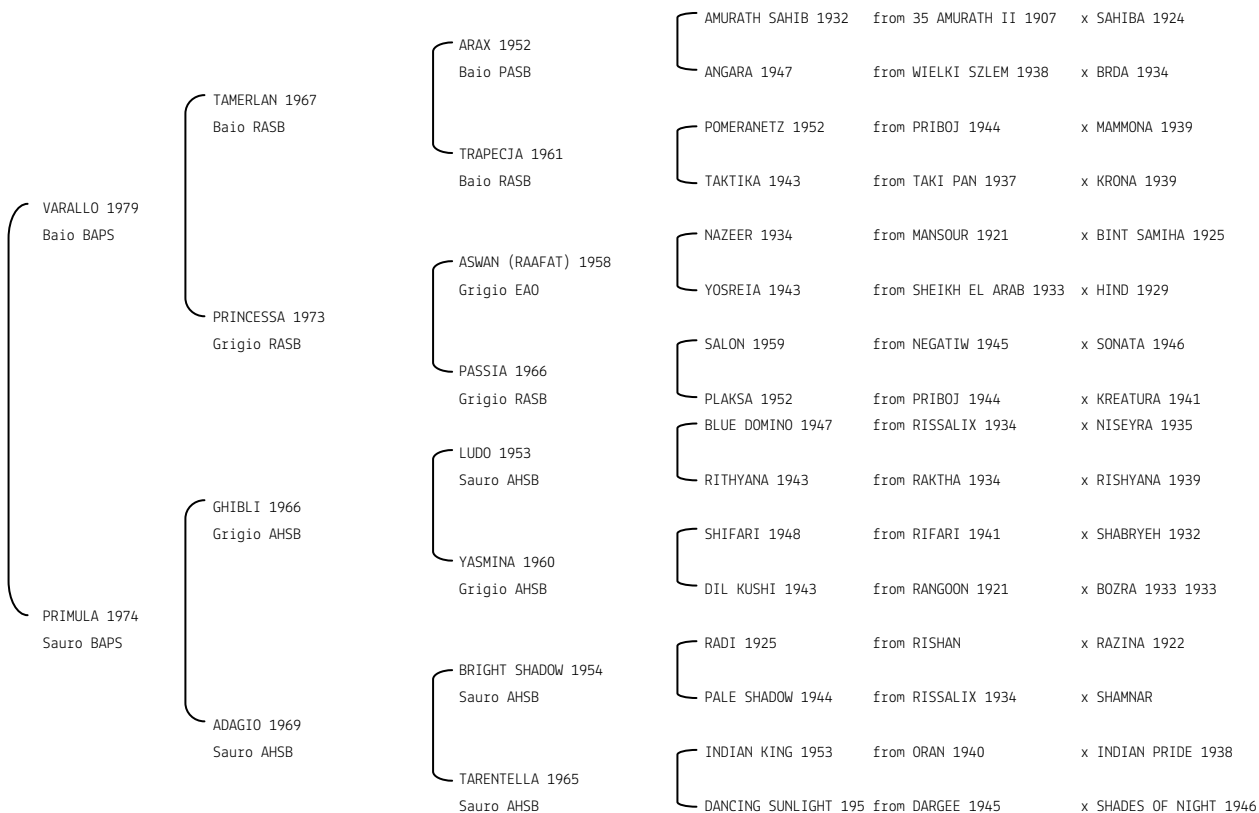 AMURATH SAHIB 1932 from 35 AMURATH II 1907 x SAHIBA 1924
ARAX 1952
Baio PASB
ANGARA 1947 from WIELKI SZLEM 1938 x BRDA 1934
TAMERLAN 1967
Baio RASB
POMERANETZ 1952 from PRIBOJ 1944 x MAMMONA 1939
TRAPECJA 1961
Baio RASB
TAKTIKA 1943 from TAKI PAN 1937 x KRONA 1939
VARALLO 1979
Baio BAPS
NAZEER 1934 from MANSOUR 1921 x BINT SAMIHA 1925
ASWAN (RAAFAT) 1958
Grigio EAO
YOSREIA 1943 from SHEIKH EL ARAB 1933 x HIND 1929
PRINCESSA 1973
Grigio RASB
SALON 1959 from NEGATIW 1945 x SONATA 1946
PASSIA 1966
Grigio RASB
PLAKSA 1952 from PRIBOJ 1944 x KREATURA 1941
BLUE DOMINO 1947 from RISSALIX 1934 x NISEYRA 1935
LUDO 1953
Sauro AHSB
RITHYANA 1943 from RAKTHA 1934 x RISHYANA 1939
GHIBLI 1966
Grigio AHSB
SHIFARI 1948 from RIFARI 1941 x SHABRYEH 1932
YASMINA 1960
Grigio AHSB
DIL KUSHI 1943 from RANGOON 1921 x BOZRA 1933 1933
PRIMULA 1974
Sauro BAPS
RADI 1925 from RISHAN x RAZINA 1922
BRIGHT SHADOW 1954
Sauro AHSB
PALE SHADOW 1944 from RISSALIX 1934 x SHAMNAR
ADAGIO 1969
Sauro AHSB
INDIAN KING 1953 from ORAN 1940 x INDIAN PRIDE 1938
TARENTELLA 1965
Sauro AHSB
DANCING SUNLIGHT 195 from DARGEE 1945 x SHADES OF NIGHT 1946